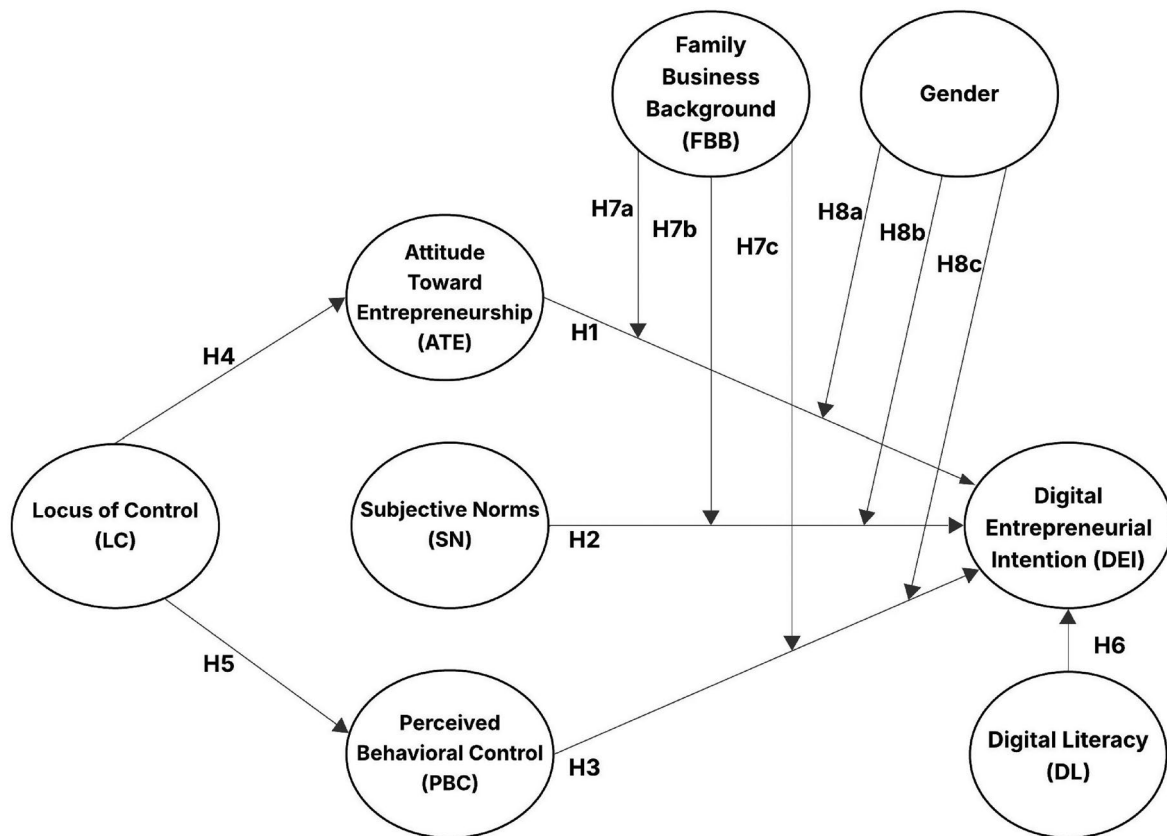 Family
Business
Background
(FBB)
Gender
H7a
H7b
H7c
H8a
H8b
H8c
Attitude
Toward
Entrepreneurship
(ATE)
H1
H4
Locus of Control
(LC)
Subjective Norms
(SN)
H2
Digital
Entrepreneurial
Intention (DEI)
H5
H6
Perceived
Behavioral Control
(PBC)
H3
Digital Literacy
(DL)